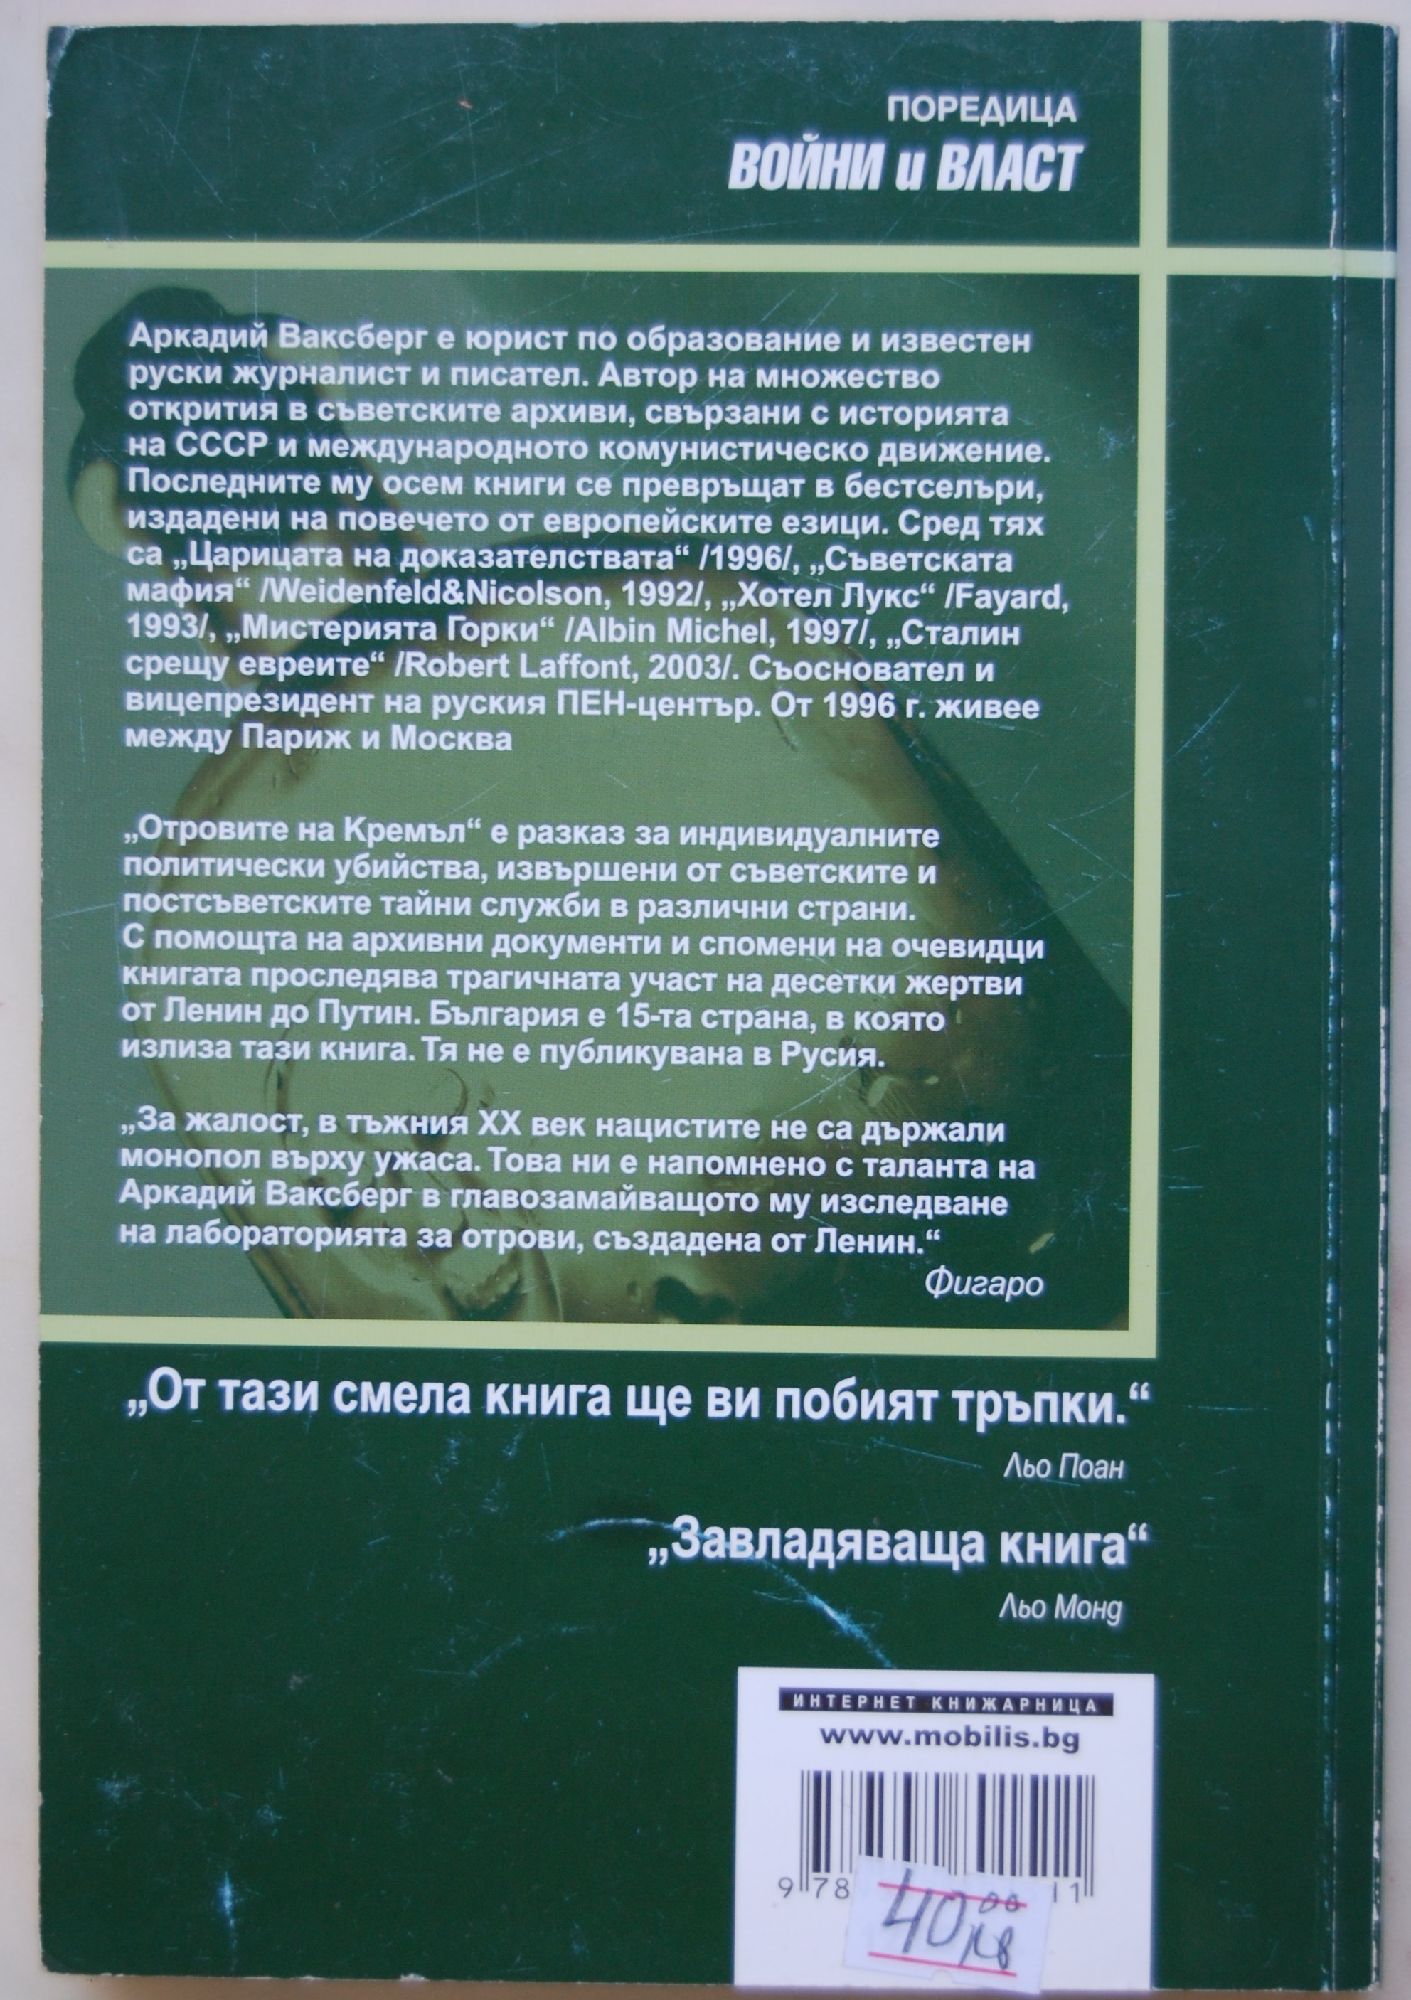 ПОРЕДИЦА
ВОЙНИ и ВЛАСТ
Аркадий Ваксберг е юрист по образование и известен
руски журналист и писател. Автор на множество
открития в съветските архиви, свързани с историята
на СССР и международното комунистическо движение.
Последните му осем книги се превръщат в бестселъри,
издадени на повечето от европейските езици. Сред тях
са „Царицата на доказателствата“ /1996/, „Съветската
мафия“ /Weidenfeld&Nicolson, 1992/, „Хотел Лукс“ /Fayard,
1993/, „Мистерията Горки“ /Albin Michel, 1997/, „Сталин
срещу евреите“ /Robert Laffont, 2003/. Съосновател и
вицепрезидент на руския ПЕН-център. От 1996 г. живее
между Париж и Москва
„Отровите на Кремъл“ е разказ за индивидуалните
политически убийства, извършени от съветските и
постсъветските тайни служби в различни страни.
С помощта на архивни документи и спомени на очевидци
книгата проследява трагичната участ на десетки жертви
от Ленин до Путин. България е 15-та страна, в която
излиза тази книга. Тя не е публикувана в Русия.
„За жалост, в тъжния XX век нацистите не са държали
монопол върху ужаса. Това ни е напомнено с таланта на
Аркадий Ваксберг в главозамайващото му изследване
на лабораторията за отрови, създадена от Ленин.“
Фигаро
„От тази смела книга ще ви побият тръпки.“
Льо Поан
„Завладяваща книга“
Льо Монд
ИНТЕРНЕТ КНИЖАРНИЦА
www.mobilis.bg
9 78 11
40 00 лв